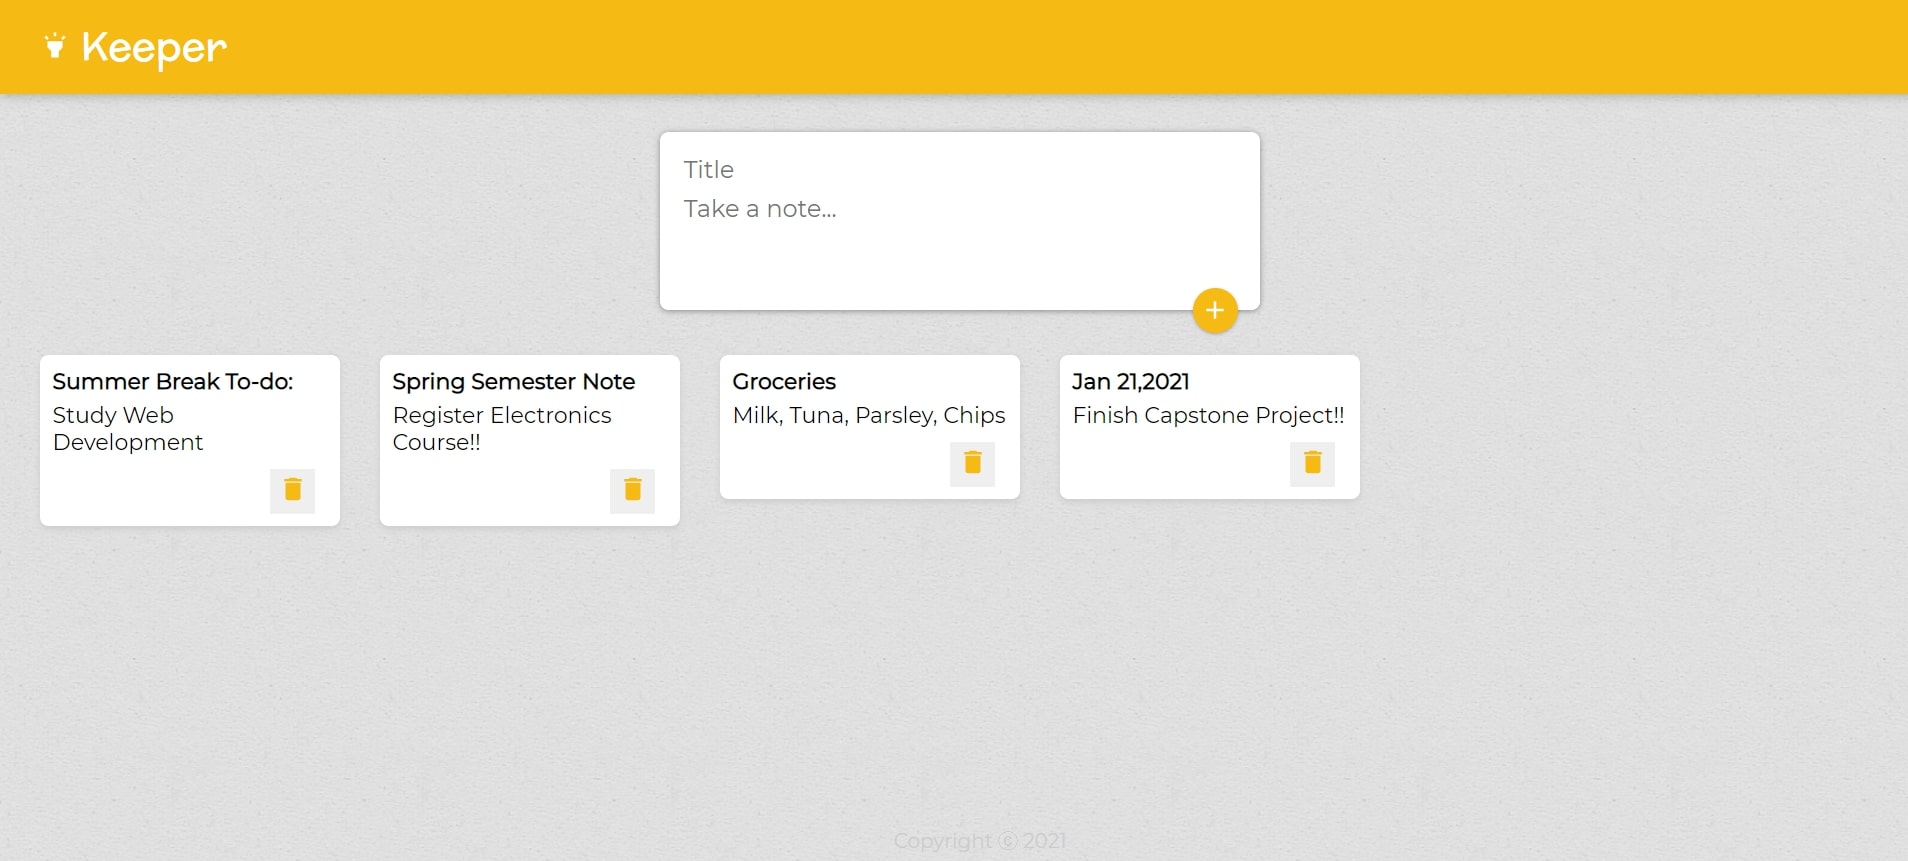 Keeper
Title
Take a note...
Summer Break To-do:
Study Web
Development
Spring Semester Note
Register Electronics
Course!!
Groceries
Milk, Tuna, Parsley, Chips
Jan 21,2021
Finish Capstone Project!!
Copyright ⓒ 2021